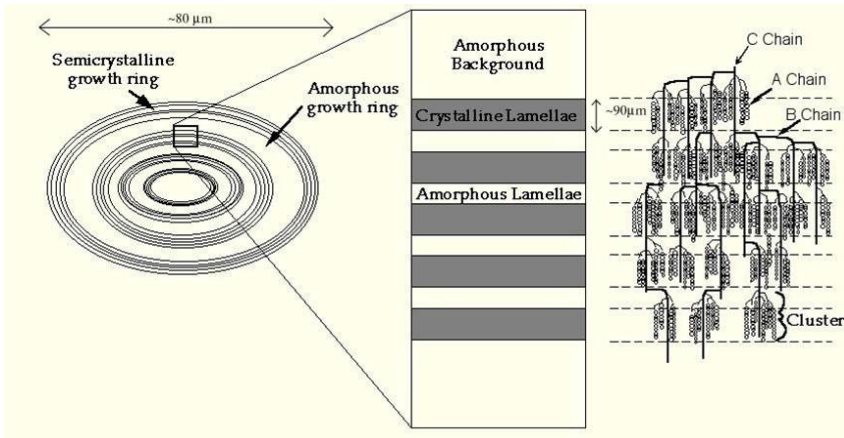 ~80 µm
Semicrystalline
growth ring
Amorphous
growth ring
Amorphous
Background
Crystalline Lamellae
Amorphous Lamellae
~90µm
C Chain
A Chain
B Chain
Cluster